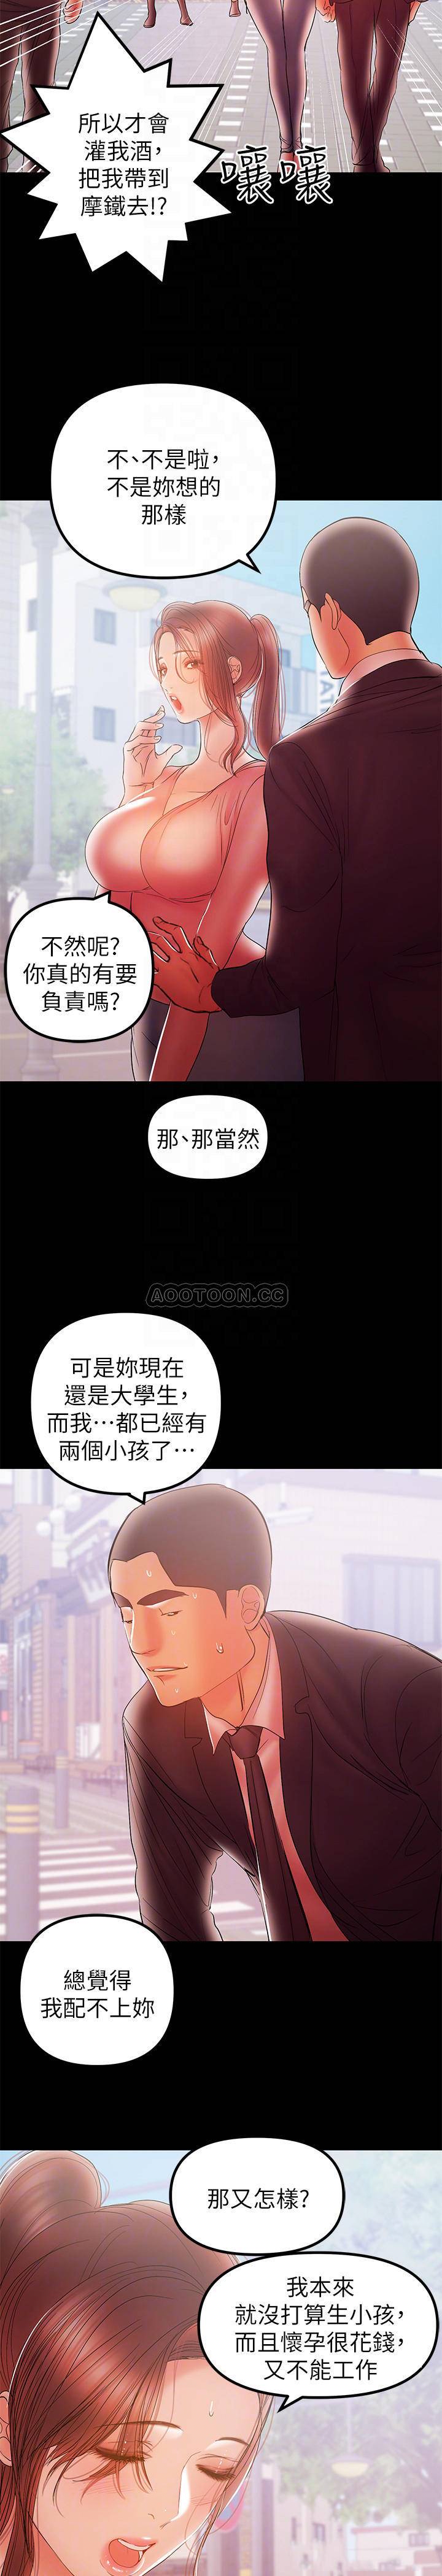 所以才會
灌我酒,
把我帶到
摩鐵去!?
嚷嚷
不、不是啦,
不是妳想的
那樣
不然呢?
你真的有要
負責嗎?
那、那當然
AOOTOON.CC
可是妳現在
還是大學生,
而我…都已經有
兩個小孩了…
總覺得
我配不上妳
那又怎樣?
我本來
就沒打算生小孩,
而且懷孕很花錢,
又不能工作